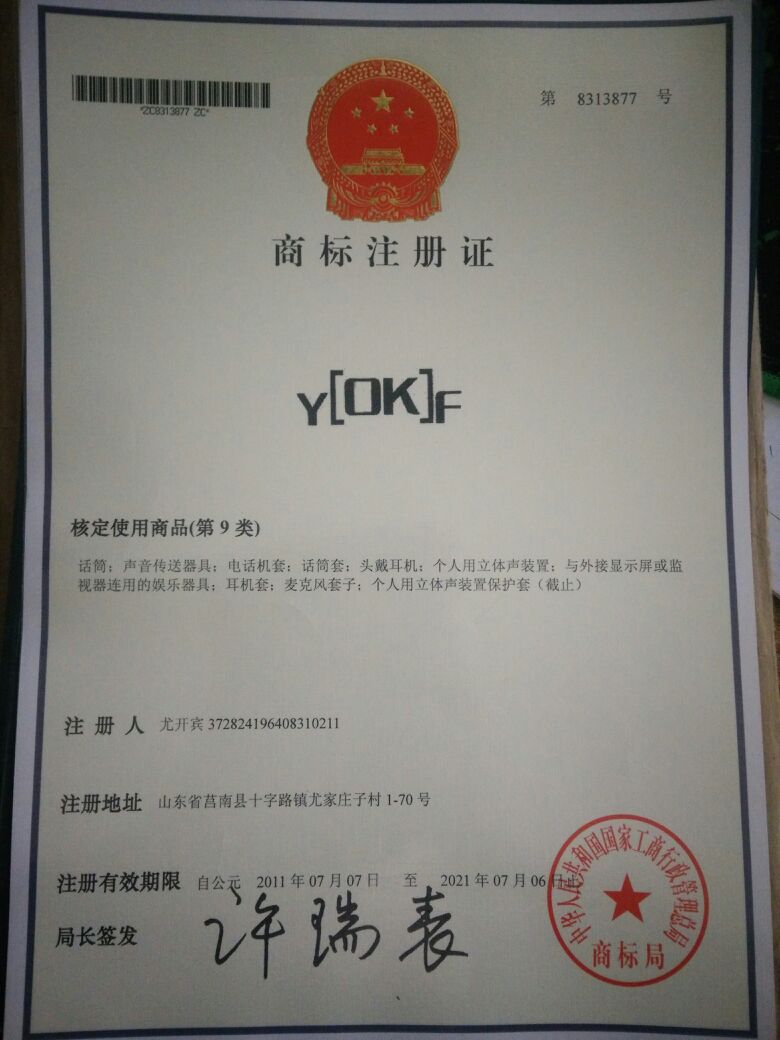 *ZC8313877 ZC*
第 8313877 号
商标注册证
Y[OK]F
核定使用商品(第 9 类)
话筒；声音传送器具；电话机套；话筒套；头戴耳机；个人用立体声装置；与外接显示屏或监
视器连用的娱乐器具；耳机套；麦克风套子；个人用立体声装置保护套（截止）
注 册 人 尤开宾 372824196408310211
注册地址 山东省莒南县十字路镇尤家庄子村 1-70 号
注册有效期限 自公元 2011 年 07 月 07 日 至 2021 年 07 月 06 日止
局长签发 许瑞表
中华人民共和国国家工商行政管理总局
商标局